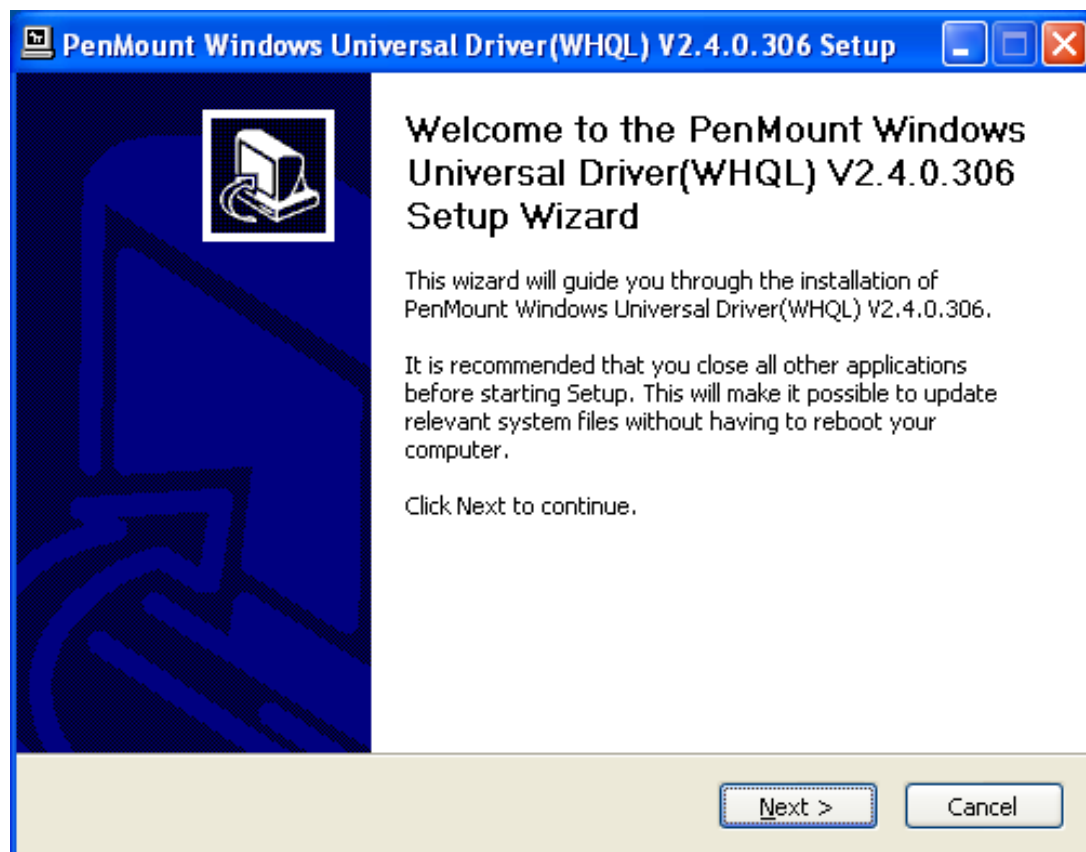 PenMount Windows Universal Driver(WHQL) V2.4.0.306 Setup
Welcome to the PenMount Windows
Universal Driver(WHQL) V2.4.0.306
Setup Wizard
This wizard will guide you through the installation of
PenMount Windows Universal Driver(WHQL) V2.4.0.306.
It is recommended that you close all other applications
before starting Setup. This will make it possible to update
relevant system files without having to reboot your
computer.
Click Next to continue.
Next >
Cancel